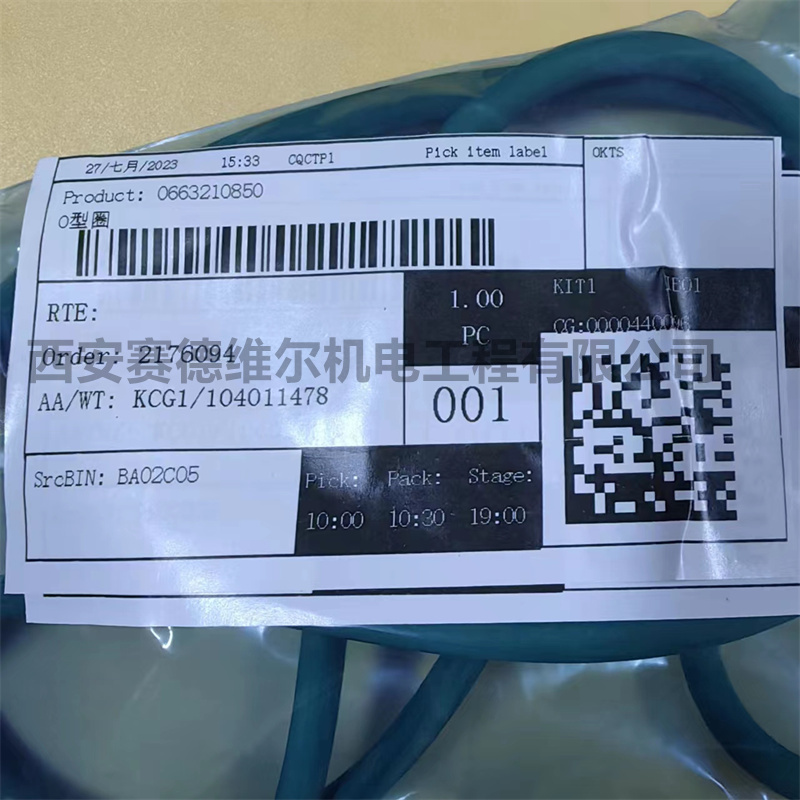 27/七月/2023 15:33 CQCTP1 Pick item label OKTS
Product: 0663210850
O型圈
RTE:
1.00
PC
KIT1
CG:0000440006
Order: 2176094
西安赛德维尔机电工程有限公司
AA/WT: KCG1/104011478
001
SrcBIN: BA02C05
Pick: Pack: Stage:
10:00 10:30 19:00